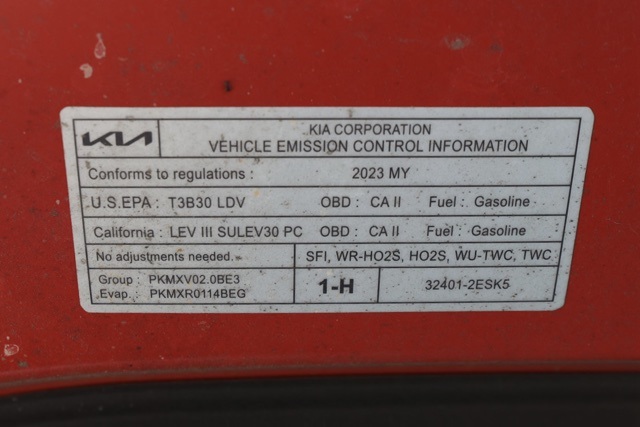 KIA
KIA CORPORATION
VEHICLE EMISSION CONTROL INFORMATION
Conforms to regulations : 2023 MY
U.S.EPA : T3B30 LDV OBD : CA II Fuel : Gasoline
California : LEV III SULEV30 PC OBD : CA II Fuel : Gasoline
No adjustments needed. SFI, WR-HO2S, HO2S, WU-TWC, TWC
Group : PKMXV02.0BE3
Evap. : PKMXR0114BEG
1-H
32401-2ESK5